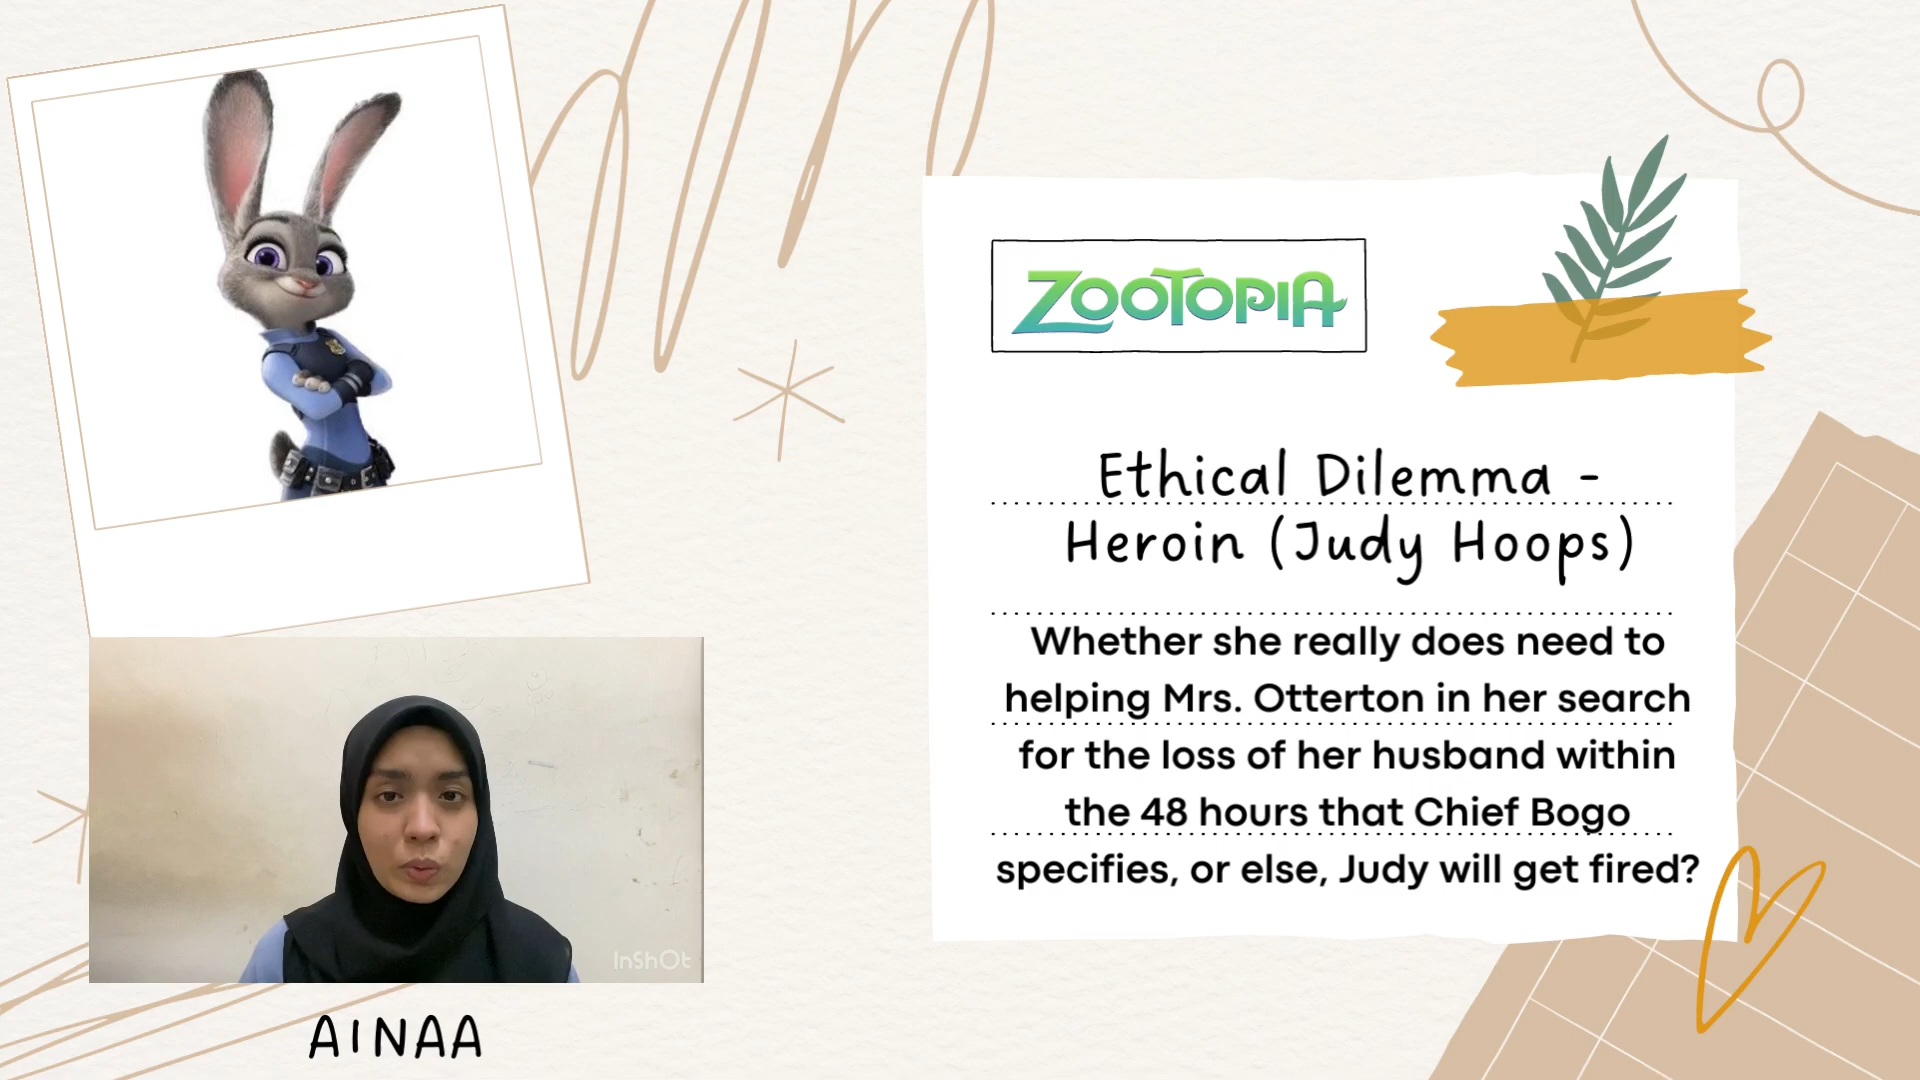 ZOOTOPIA
Ethical Dilemma -
Heroin (Judy Hoops)
Whether she really does need to
helping Mrs. Otterton in her search
for the loss of her husband within
the 48 hours that Chief Bogo
specifies, or else, Judy will get fired?
InShOt
AINAA